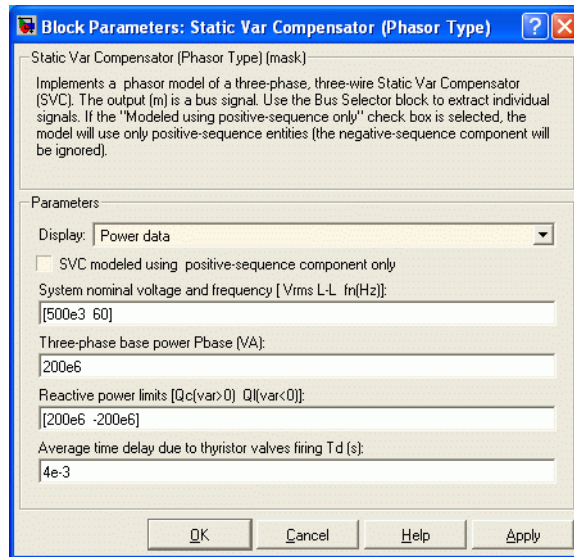 Block Parameters: Static Var Compensator (Phasor Type)
Static Var Compensator (Phasor Type) (mask)
Implements a phasor model of a three-phase, three-wire Static Var Compensator
(SVC). The output (m) is a bus signal. Use the Bus Selector block to extract individual
signals. If the "Modeled using positive-sequence only" check box is selected, the
model will use only positive-sequence entities (the negative-sequence component will
be ignored).
Parameters
Display: Power data
SVC modeled using positive-sequence component only
System nominal voltage and frequency [ Vrms L-L fn(Hz)]:
[500e3 60]
Three-phase base power Pbase (VA):
200e6
Reactive power limits [Qc(var>0) Ql(var<0)]:
[200e6 -200e6]
Average time delay due to thyristor valves firing Td (s):
4e-3
OK Cancel Help Apply